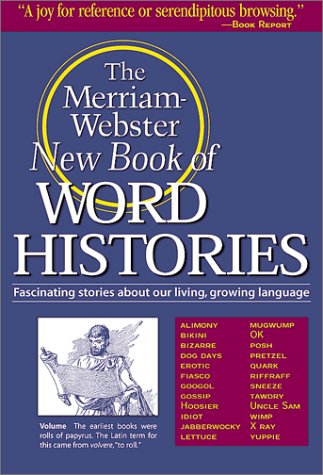 "A joy for reference or serendipitous browsing."
—BOOK REPORT
The
Merriam-
Webster
New Book of
WORD
HISTORIES
Fascinating stories about our living, growing language
Volume The earliest books were
rolls of papyrus. The Latin term for
this came from volvere, "to roll."
ALIMONY
BIKINI
BIZARRE
DOG DAYS
EROTIC
FIASCO
GOOGOL
GOSSIP
HOOSIER
IDIOT
JABBERWOCKY
LETTUCE
MUGWUMP
OK
POSH
PRETZEL
QUARK
RIFFRAFF
SNEEZE
TAWDRY
UNCLE SAM
WIMP
X RAY
YUPPIE